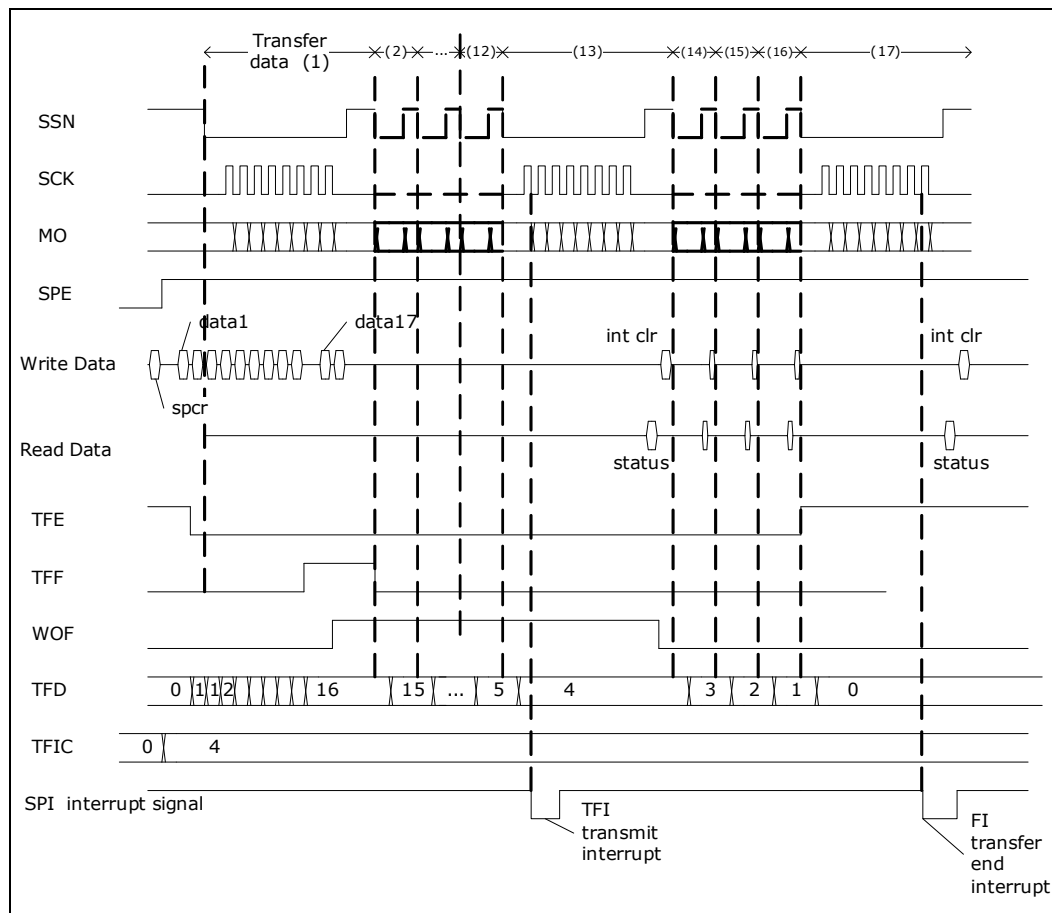 Transfer
data (1)
(2)
...
(12)
(13)
(14)
(15)
(16)
(17)
SSN
SCK
MO
SPE
data1
data17
int clr
int clr
Write Data
spcr
Read Data
status
status
TFE
TFF
WOF
TFD
0
1
1
2
16
15
...
5
4
3
2
1
0
TFIC
0
4
SPI interrupt signal
TFI
transmit
interrupt
FI
transfer
end
interrupt